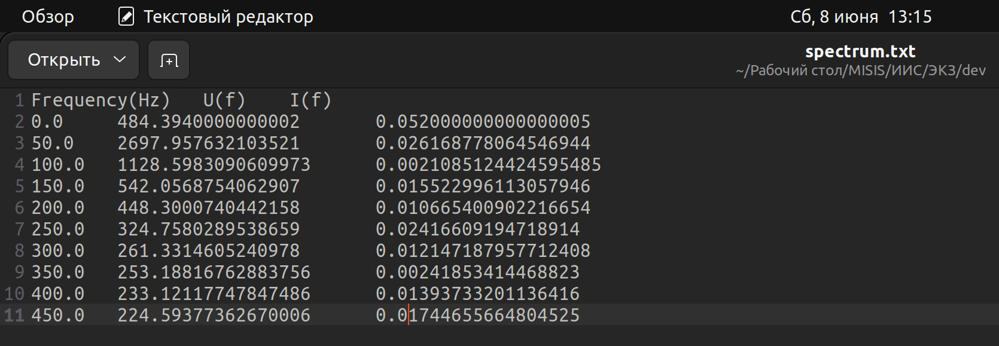 Обзор Текстовый редактор Сб, 8 июня 13:15
Открыть spectrum.txt
~/Рабочий стол/MISIS/ИИС/ЭКЗ/dev
1 Frequency(Hz) U(f) I(f)
2 0.0 484.3940000000002 0.052000000000000005
3 50.0 2697.957632103521 0.026168778064546944
4 100.0 1128.5983090609973 0.0021085124424595485
5 150.0 542.0568754062907 0.015522996113057946
6 200.0 448.3000740442158 0.010665400902216654
7 250.0 324.7580289538659 0.02416609194718914
8 300.0 261.3314605240978 0.012147187957712408
9 350.0 253.18816762883756 0.00241853414468823
10 400.0 233.12117747847486 0.01393733201136416
11 450.0 224.59377362670006 0.01744655664804525